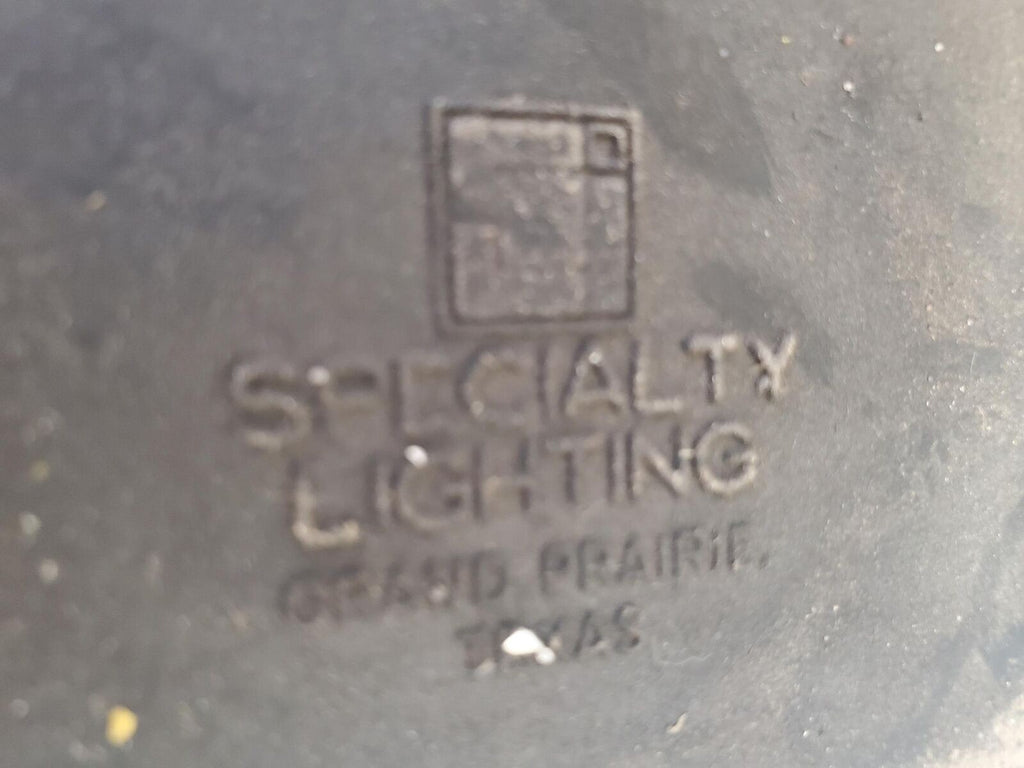 SPECIALTY
LIGHTING
GRAND PRAIRIE,
TEXAS